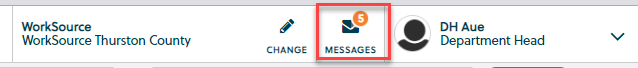 WorkSource
WorkSource Thurston County
CHANGE
5
MESSAGES
DH Aue
Department Head